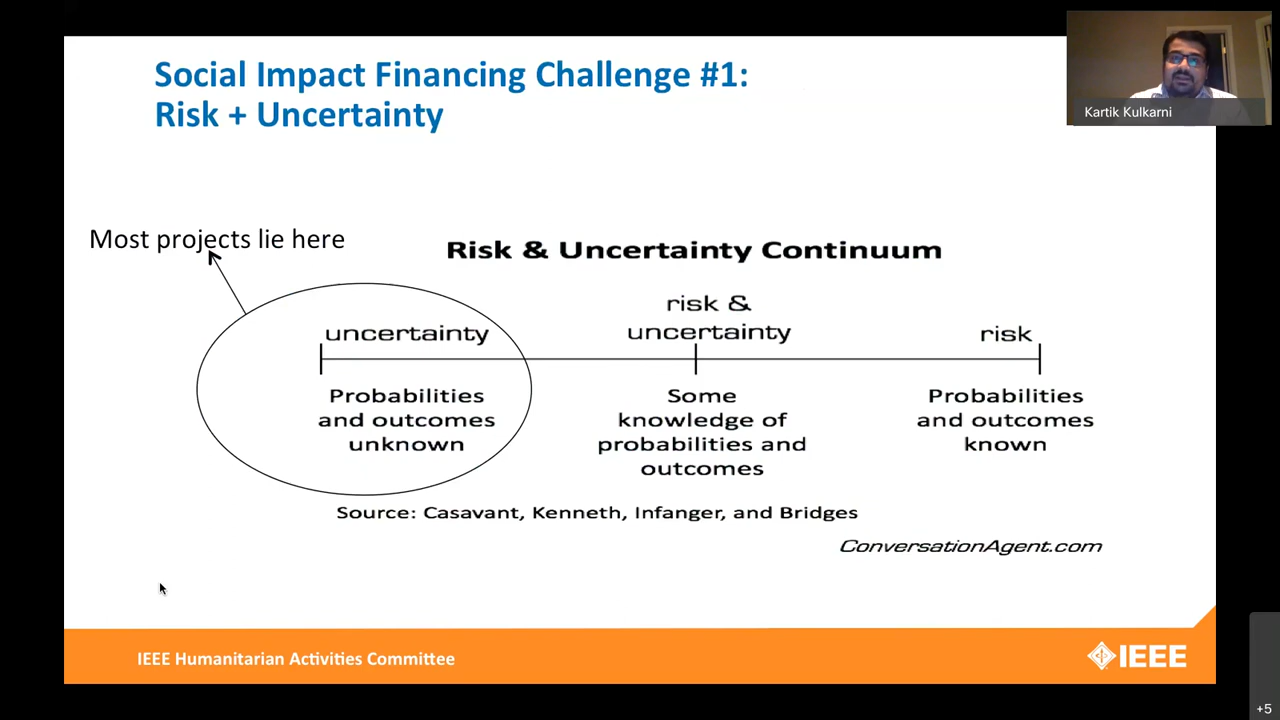 Social Impact Financing Challenge #1:
Risk + Uncertainty
Kartik Kulkarni
Most projects lie here
Risk & Uncertainty Continuum
uncertainty
risk &
uncertainty
risk
Probabilities
and outcomes
unknown
Some
knowledge of
probabilities and
outcomes
Probabilities
and outcomes
known
Source: Casavant, Kenneth, Infanger, and Bridges
ConversationAgent.com
IEEE Humanitarian Activities Committee
IEEE
+5